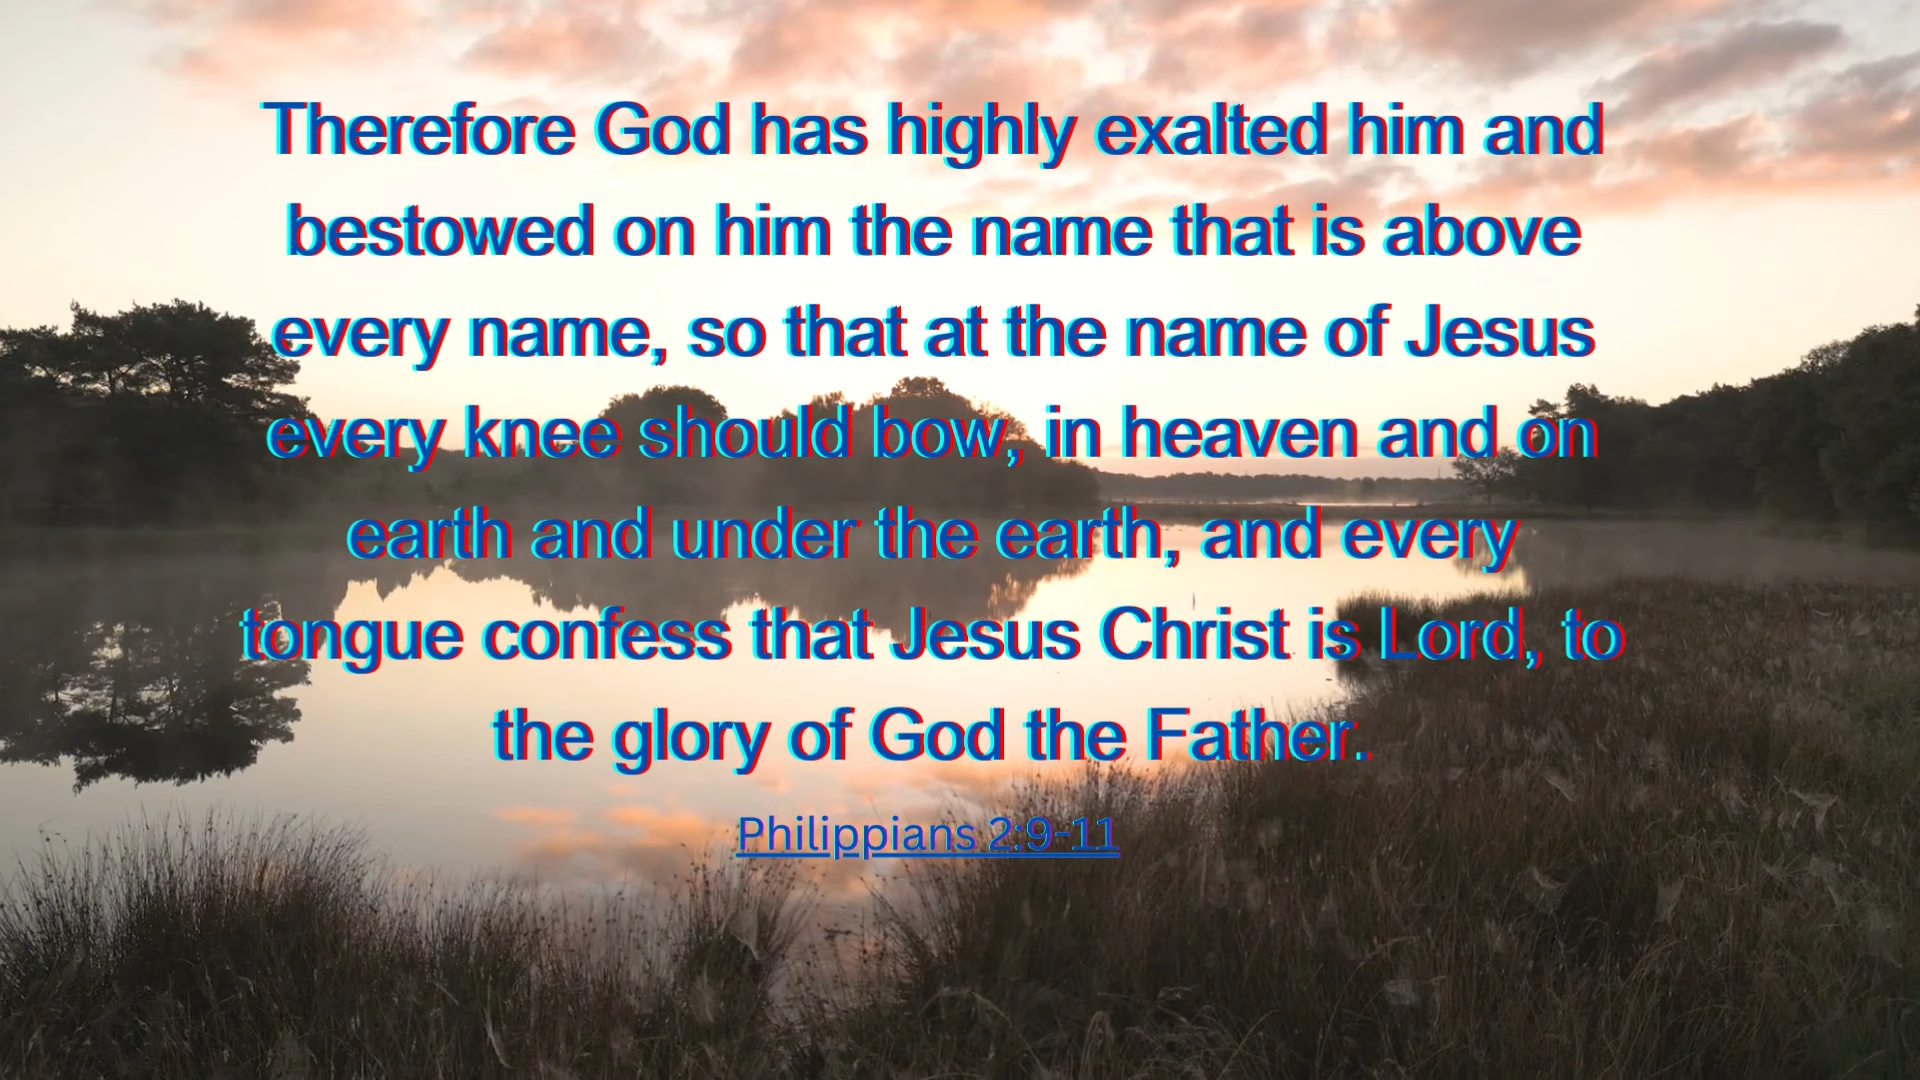 Therefore God has highly exalted him and
bestowed on him the name that is above
every name, so that at the name of Jesus
every knee should bow, in heaven and on
earth and under the earth, and every
tongue confess that Jesus Christ is Lord, to
the glory of God the Father.
Philippians 2:9-11